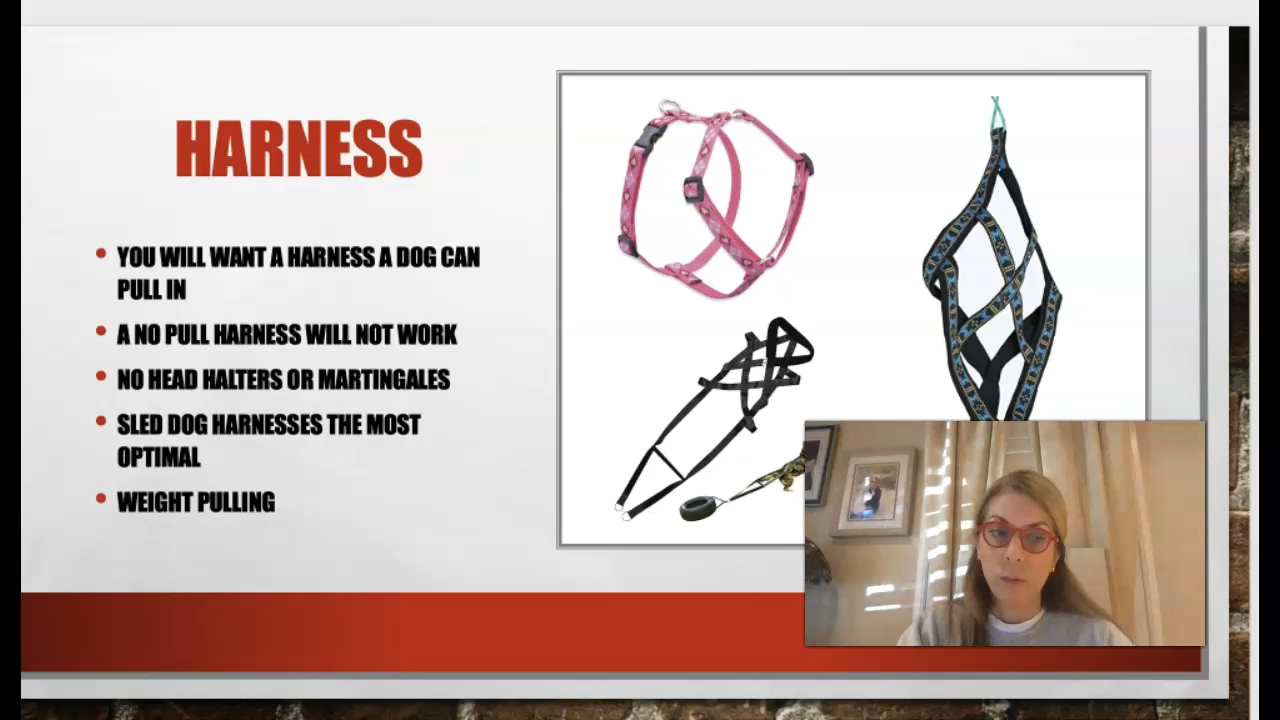 HARNESS
YOU WILL WANT A HARNESS A DOG CAN
PULL IN
A NO PULL HARNESS WILL NOT WORK
NO HEAD HALTERS OR MARTINGALES
SLED DOG HARNESSES THE MOST
OPTIMAL
WEIGHT PULLING